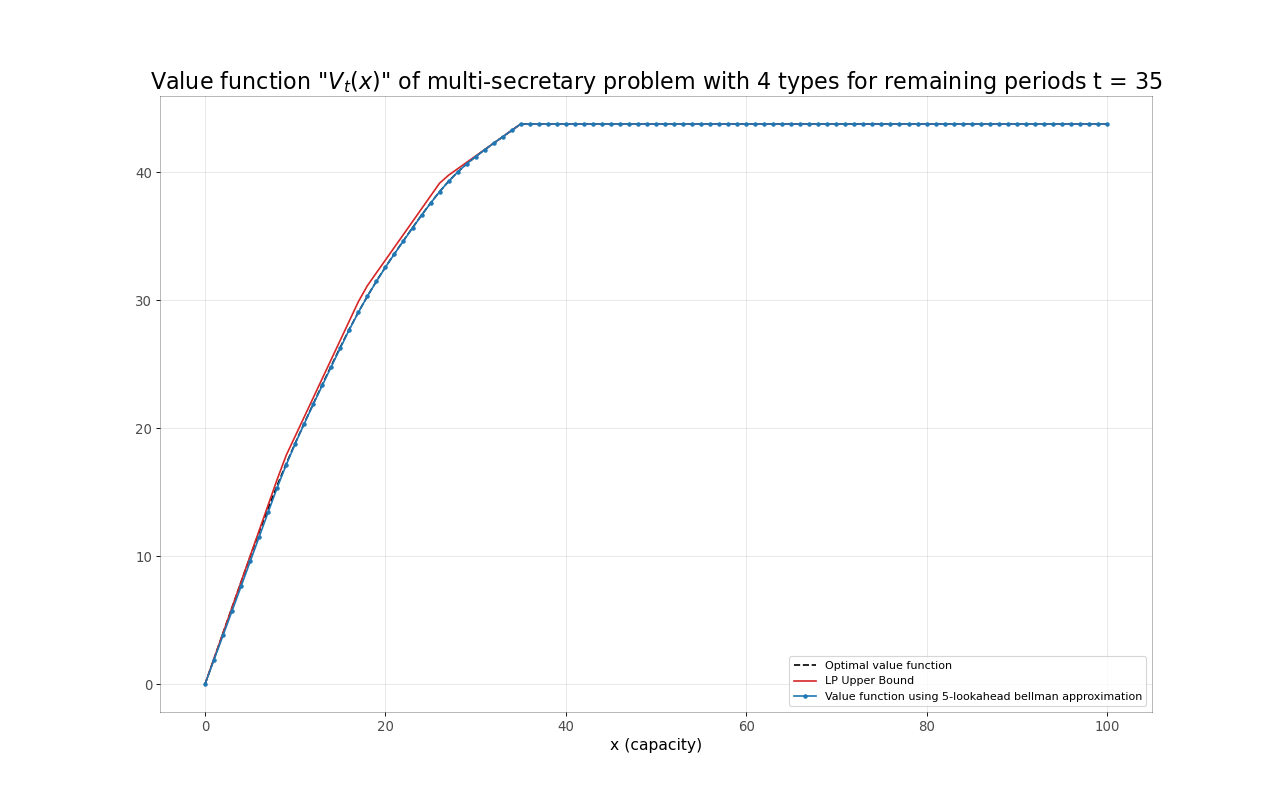 Value function "V_t(x)" of multi-secretary problem with 4 types for remaining periods t = 35
40
30
20
10
0
0 20 40 60 80 100
x (capacity)
Optimal value function
LP Upper Bound
Value function using 5-lookahead bellman approximation